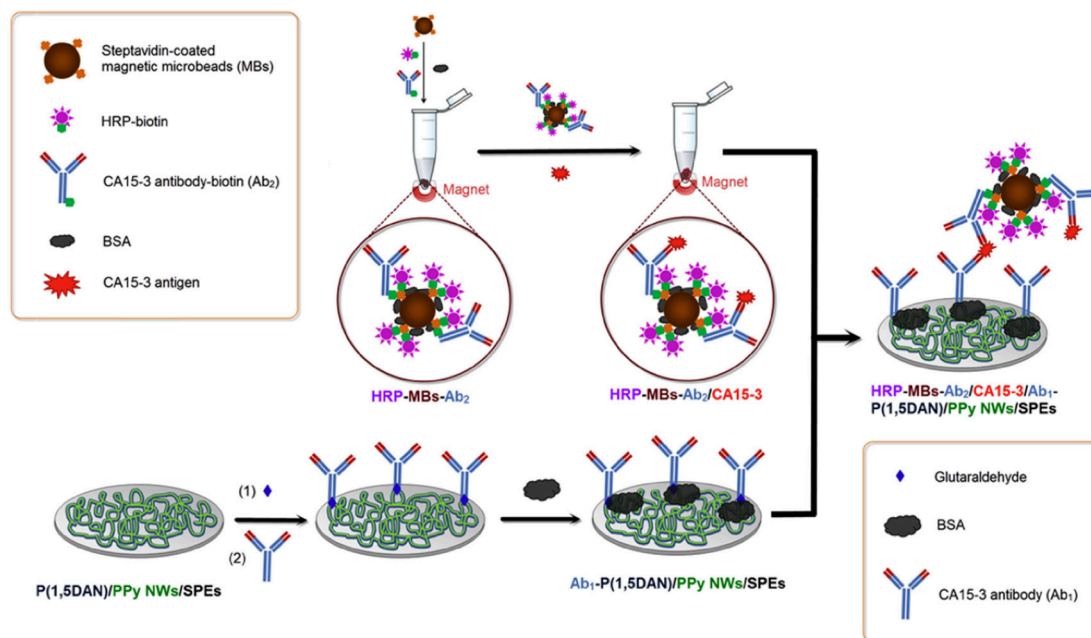 Steptavidin-coated
magnetic microbeads (MBs)
HRP-biotin
CA15-3 antibody-biotin (Ab₂)
BSA
CA15-3 antigen
Magnet
Magnet
HRP-MBs-Ab₂
HRP-MBs-Ab₂/CA15-3
HRP-MBs-Ab₂/CA15-3/Ab₁-
P(1,5DAN)/PPy NWs/SPEs
(1)
(2)
P(1,5DAN)/PPy NWs/SPEs
Ab₁-P(1,5DAN)/PPy NWs/SPEs
Glutaraldehyde
BSA
CA15-3 antibody (Ab₁)